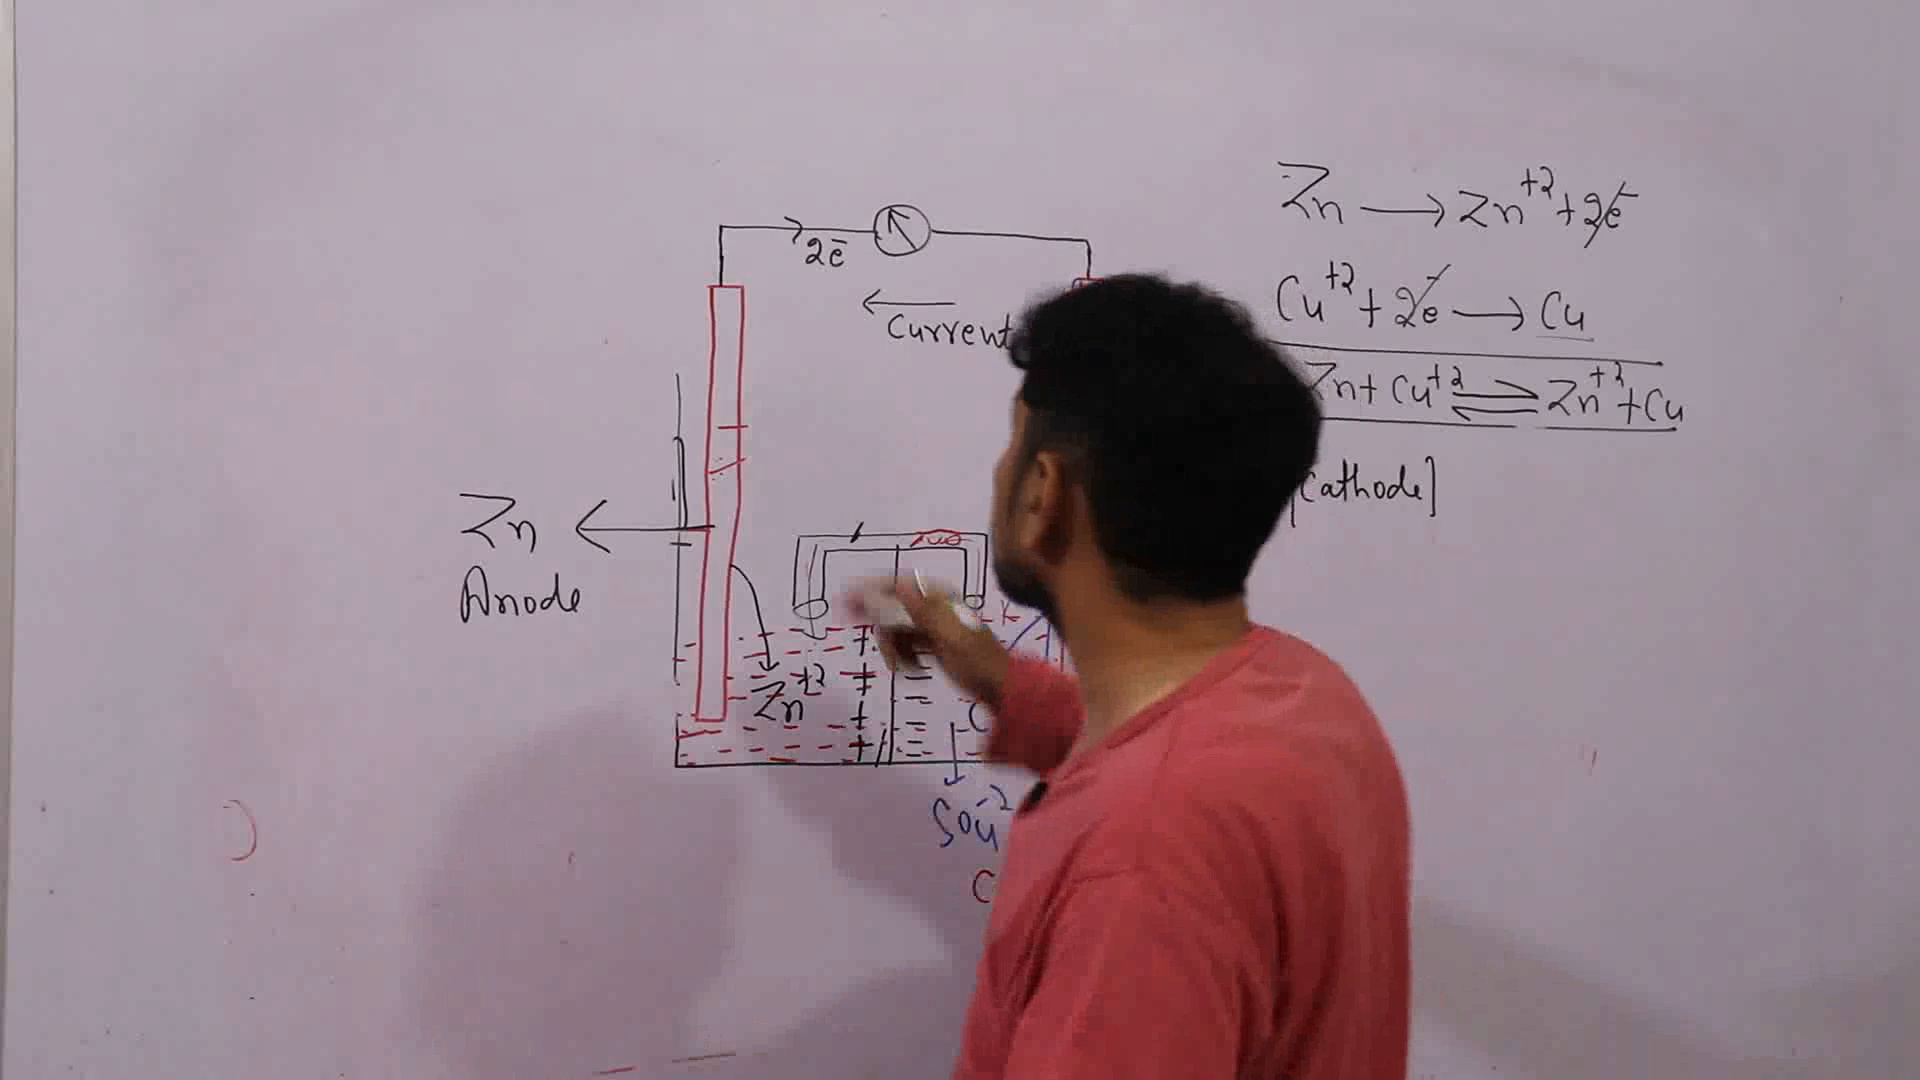 Zn → Zn⁺² + 2e⁻
Cu⁺² + 2e⁻ → Cu
Zn + Cu⁺² ⇌ Zn⁺² + Cu
Cathode]
2e⁻
Current
Zn
Anode
Zn⁺²
+
+
+
+
SO₄⁻²
C